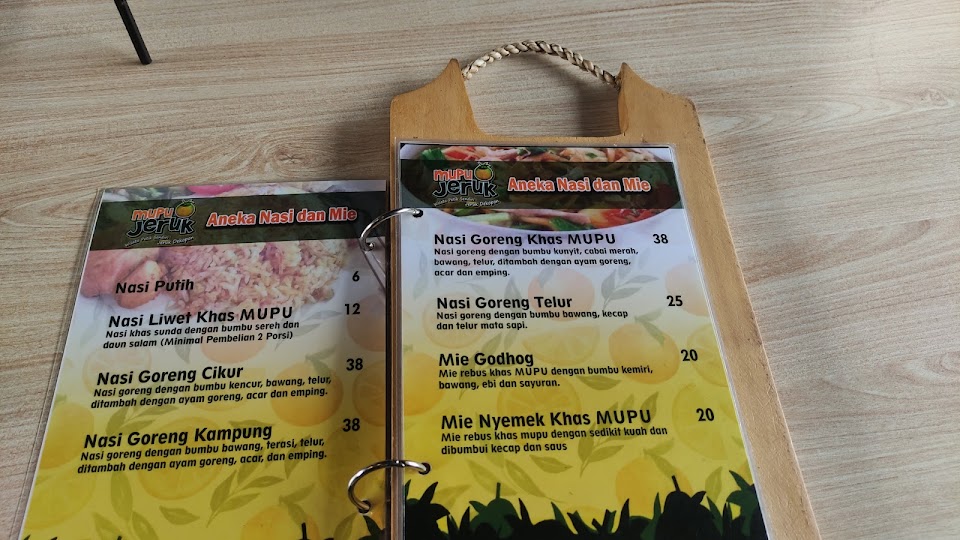 MUPU
JERUK
Aneka Nasi dan Mie
Nasi Putih 6
Nasi Liwet Khas MUPU 12
Nasi khas sunda dengan bumbu sereh dan
daun salam (Minimal Pembelian 2 Porsi)
Nasi Goreng Cikur 38
Nasi goreng dengan bumbu kencur, bawang, telur,
ditambah dengan ayam goreng, acar dan emping.
Nasi Goreng Kampung 38
Nasi goreng dengan bumbu bawang, terasi, telur,
ditambah dengan ayam goreng, acar, dan emping.
MUPU
JERUK
Aneka Nasi dan Mie
Nasi Goreng Khas MUPU 38
Nasi goreng dengan bumbu kunyit, cabai merah,
bawang, telur, ditambah dengan ayam goreng,
acar dan emping.
Nasi Goreng Telur 25
Nasi goreng dengan bumbu bawang, kecap
dan telur mata sapi.
Mie Godhog 20
Mie rebus khas MUPU dengan bumbu kemiri,
bawang, ebi dan sayuran.
Mie Nyemek Khas MUPU 20
Mie rebus khas mupu dengan sedikit kuah dan
dibumbui kecap dan saus